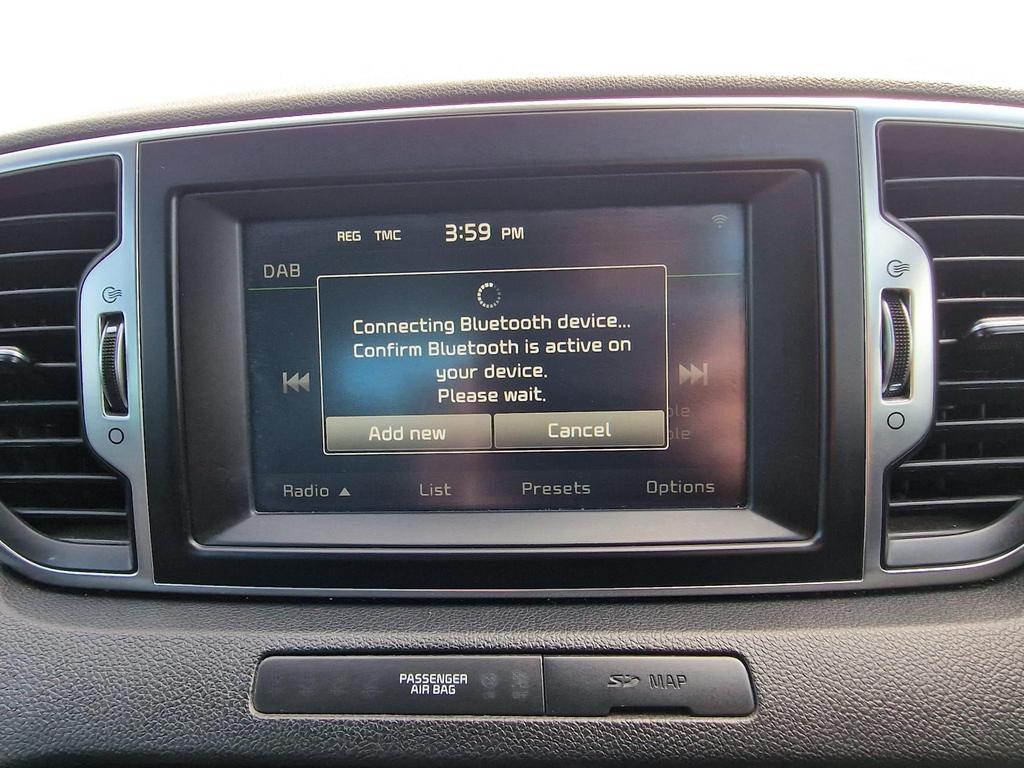 REG TMC 3:59 PM
DAB
Connecting Bluetooth device...
Confirm Bluetooth is active on
your device.
Please wait.
Add new Cancel
Radio ▲ List Presets Options
PASSENGER
AIR BAG
SD MAP